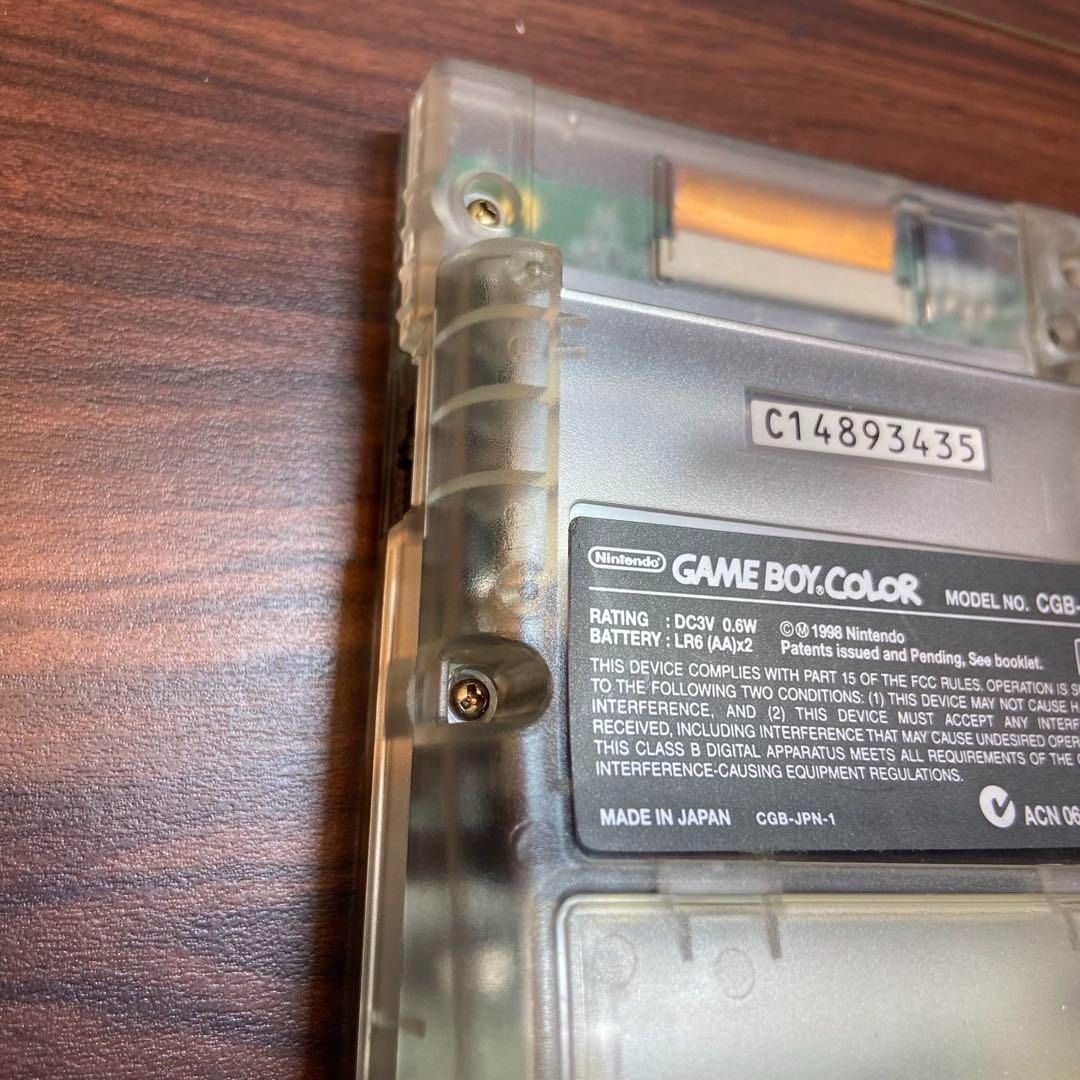 C14893435
Nintendo GAME BOY COLOR MODEL NO. CGB-
RATING : DC3V 0.6W
BATTERY : LR6 (AA)x2
©Ⓜ 1998 Nintendo
Patents issued and Pending, See booklet.
THIS DEVICE COMPLIES WITH PART 15 OF THE FCC RULES. OPERATION IS
TO THE FOLLOWING TWO CONDITIONS: (1) THIS DEVICE MAY NOT CAUSE
INTERFERENCE, AND (2) THIS DEVICE MUST ACCEPT ANY
RECEIVED, INCLUDING INTERFERENCE THAT MAY CAUSE UNDESIRED
THIS CLASS B DIGITAL APPARATUS MEETS ALL REQUIREMENTS OF THE
INTERFERENCE-CAUSING EQUIPMENT REGULATIONS.
MADE IN JAPAN CGB-JPN-1
ACN 06